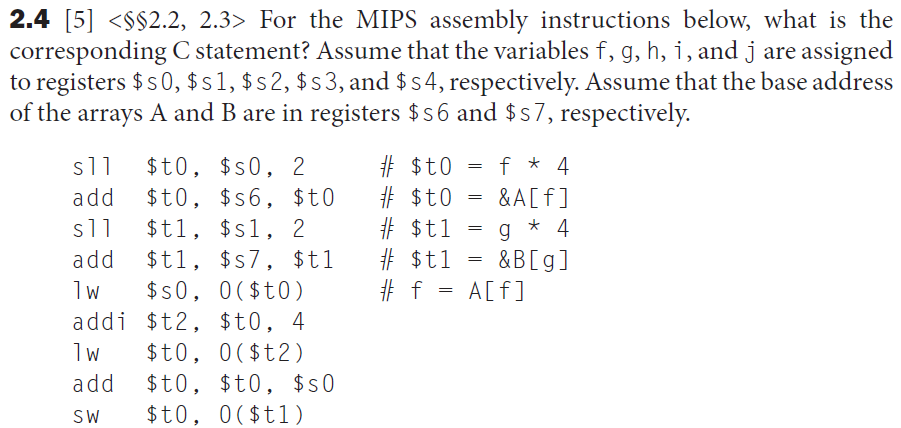 2.4 [5] <§§2.2, 2.3> For the MIPS assembly instructions below, what is the
corresponding C statement? Assume that the variables f, g, h, i, and j are assigned
to registers $s0, $s1, $s2, $s3, and $s4, respectively. Assume that the base address
of the arrays A and B are in registers $s6 and $s7, respectively.
sll $t0, $s0, 2 # $t0 = f * 4
add $t0, $s6, $t0 # $t0 = &A[f]
sll $t1, $s1, 2 # $t1 = g * 4
add $t1, $s7, $t1 # $t1 = &B[g]
lw $s0, 0($t0) # f = A[f]
addi $t2, $t0, 4
lw $t0, 0($t2)
add $t0, $t0, $s0
sw $t0, 0($t1)